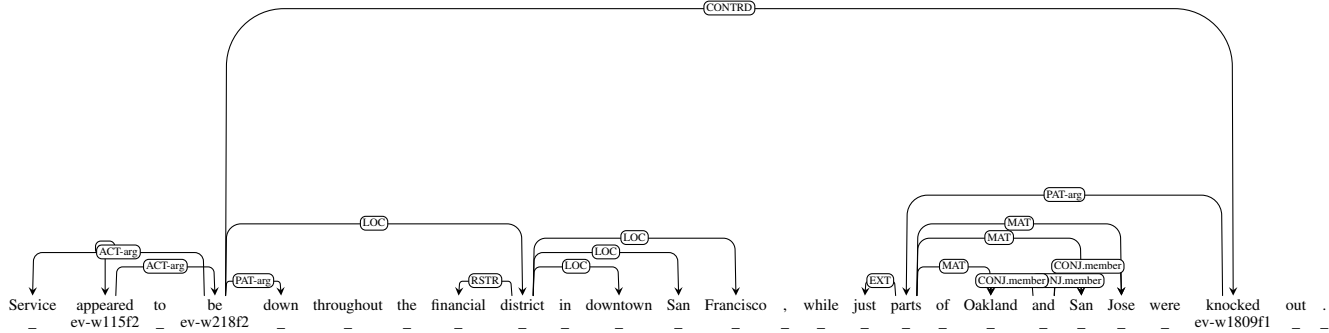 CONTRD
PAT-arg
LOC MAT
LOC MAT
ACT-arg LOC CONJ.member
ACT-arg LOC MAT
PAT-arg RSTR EXT CONJ.member NJ.member
Service appeared to be down throughout the financial district in downtown San Francisco , while just parts of Oakland and San Jose were knocked out .
ev-w115f2 ev-w218f2 ev-w1809f1
_ _ _ _ _ _ _ _ _ _ _ _ _ _ _ _ _ _ _ _ _ _ _ _ _ _ _